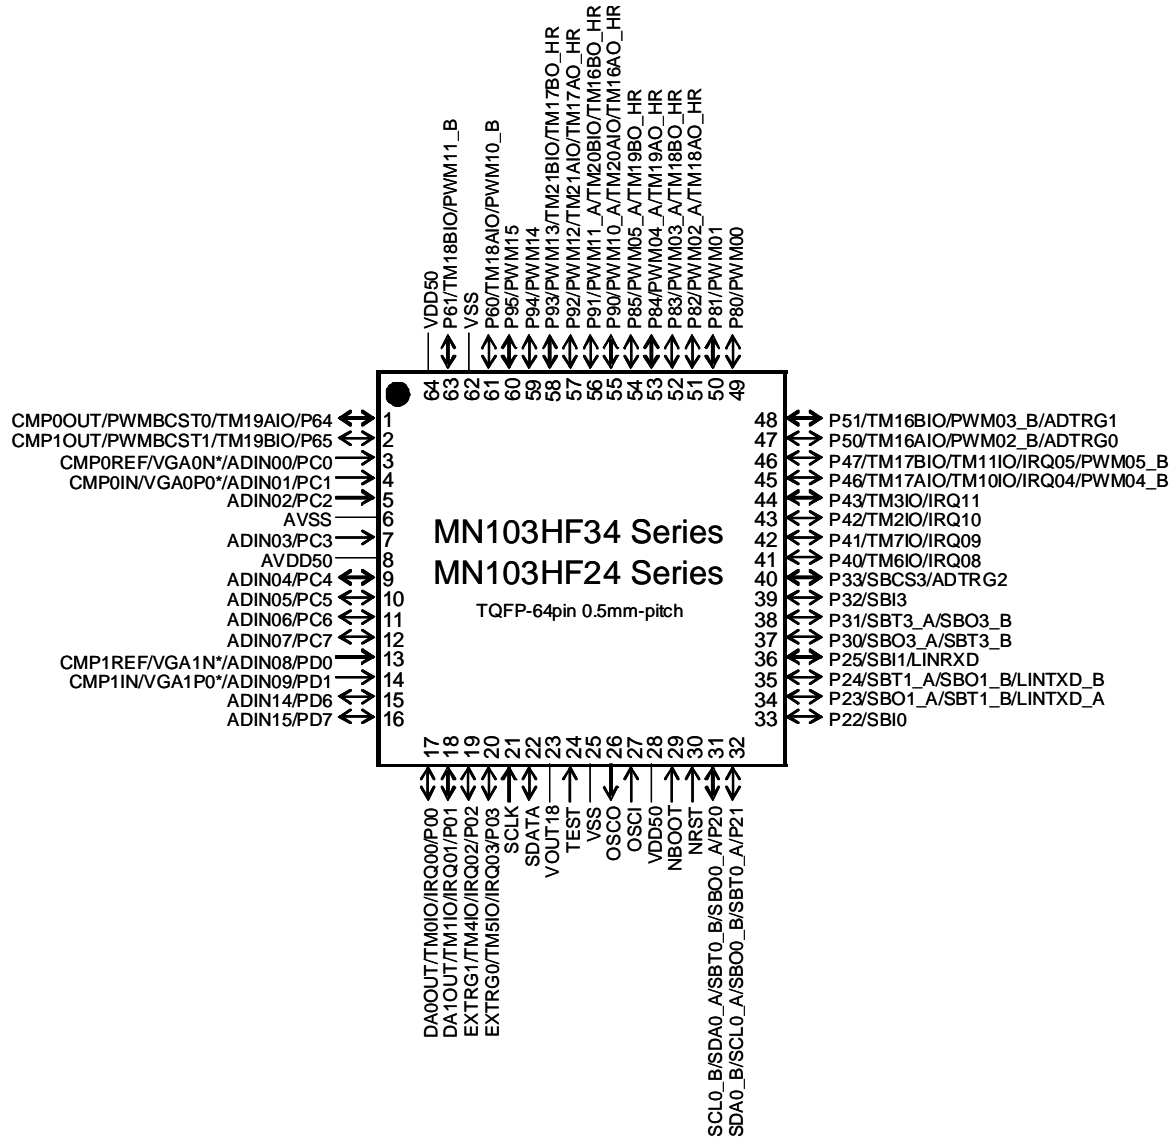 VDD50
P61/TM18BIO/PWM11_B
VSS
P60/TM18AIO/PWM10_B
P95/PWM15
P94/PWM14
P93/PWM13/TM21BIO/TM17BO_HR
P92/PWM12/TM21AIO/TM17AO_HR
P91/PWM11_A/TM20BIO/TM16BO_HR
P90/PWM10_A/TM20AIO/TM16AO_HR
P85/PWM05_A/TM19BO_HR
P84/PWM04_A/TM19AO_HR
P83/PWM03_A/TM18BO_HR
P82/PWM02_A/TM18AO_HR
P81/PWM01
P80/PWM00
64 63 62 61 60 59 58 57 56 55 54 53 52 51 50 49
CMP0OUT/PWMBCST0/TM19AIO/P64 1
CMP1OUT/PWMBCST1/TM19BIO/P65 2
CMP0REF/VGA0N*/ADIN00/PC0 3
CMP0IN/VGA0P0*/ADIN01/PC1 4
ADIN02/PC2 5
AVSS 6
ADIN03/PC3 7
AVDD50 8
ADIN04/PC4 9
ADIN05/PC5 10
ADIN06/PC6 11
ADIN07/PC7 12
CMP1REF/VGA1N*/ADIN08/PD0 13
CMP1IN/VGA1P0*/ADIN09/PD1 14
ADIN14/PD6 15
ADIN15/PD7 16
MN103HF34 Series
MN103HF24 Series
TQFP-64pin 0.5mm-pitch
48 P51/TM16BIO/PWM03_B/ADTRG1
47 P50/TM16AIO/PWM02_B/ADTRG0
46 P47/TM17BIO/TM11IO/IRQ05/PWM05_B
45 P46/TM17AIO/TM10IO/IRQ04/PWM04_B
44 P43/TM3IO/IRQ11
43 P42/TM2IO/IRQ10
42 P41/TM7IO/IRQ09
41 P40/TM6IO/IRQ08
40 P33/SBCS3/ADTRG2
39 P32/SBI3
38 P31/SBT3_A/SBO3_B
37 P30/SBO3_A/SBT3_B
36 P25/SBI1/LINRXD
35 P24/SBT1_A/SBO1_B/LINTXD_B
34 P23/SBO1_A/SBT1_B/LINTXD_A
33 P22/SBI0
17 18 19 20 21 22 23 24 25 26 27 28 29 30 31 32
DA0OUT/TM0IO/IRQ00/P00
DA1OUT/TM1IO/IRQ01/P01
EXTRG1/TM4IO/IRQ02/P02
EXTRG0/TM5IO/IRQ03/P03
SCLK
SDATA
VOUT18
TEST
VSS
OSCO
OSCI
VDD50
NBOOT
NRST
SCL0_B/SDA0_A/SBT0_B/SBO0_A/P20
SDA0_B/SCL0_A/SBO0_B/SBT0_A/P21